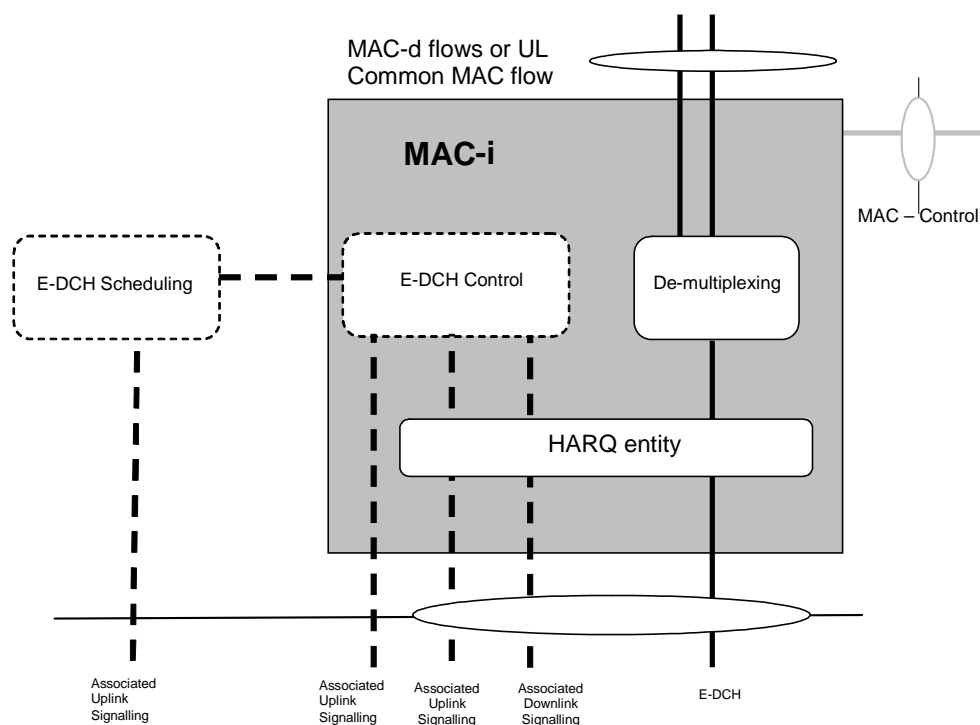 MAC-d flows or UL
Common MAC flow
MAC-i
MAC – Control
E-DCH Scheduling
E-DCH Control
De-multiplexing
HARQ entity
Associated
Uplink
Signalling
Associated
Uplink
Signalling
Associated
Uplink
Signalling
Associated
Downlink
Signalling
E-DCH